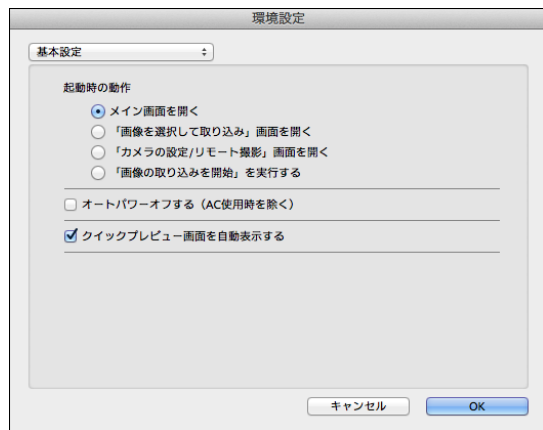 環境設定
基本設定
起動時の動作
メイン画面を開く
「画像を選択して取り込み」画面を開く
「カメラの設定/リモート撮影」画面を開く
「画像の取り込みを開始」を実行する
オートパワーオフする（AC使用時を除く）
クイックプレビュー画面を自動表示する
キャンセル OK